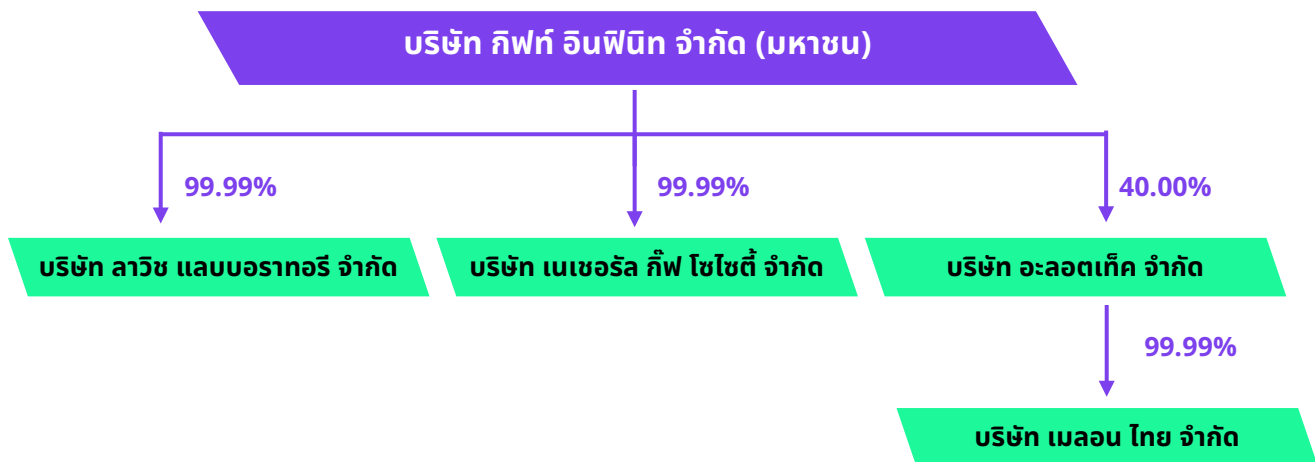 บริษัท กิฟท์ อินฟินิท จำกัด (มหาชน)
99.99%
99.99%
40.00%
บริษัท ลาวิช แลบบอราทอรี จำกัด
บริษัท เนเชอรัล กิ๊ฟ โซไซตี้ จำกัด
บริษัท อะลอตเท็ค จำกัด
99.99%
บริษัท เมลอน ไทย จำกัด